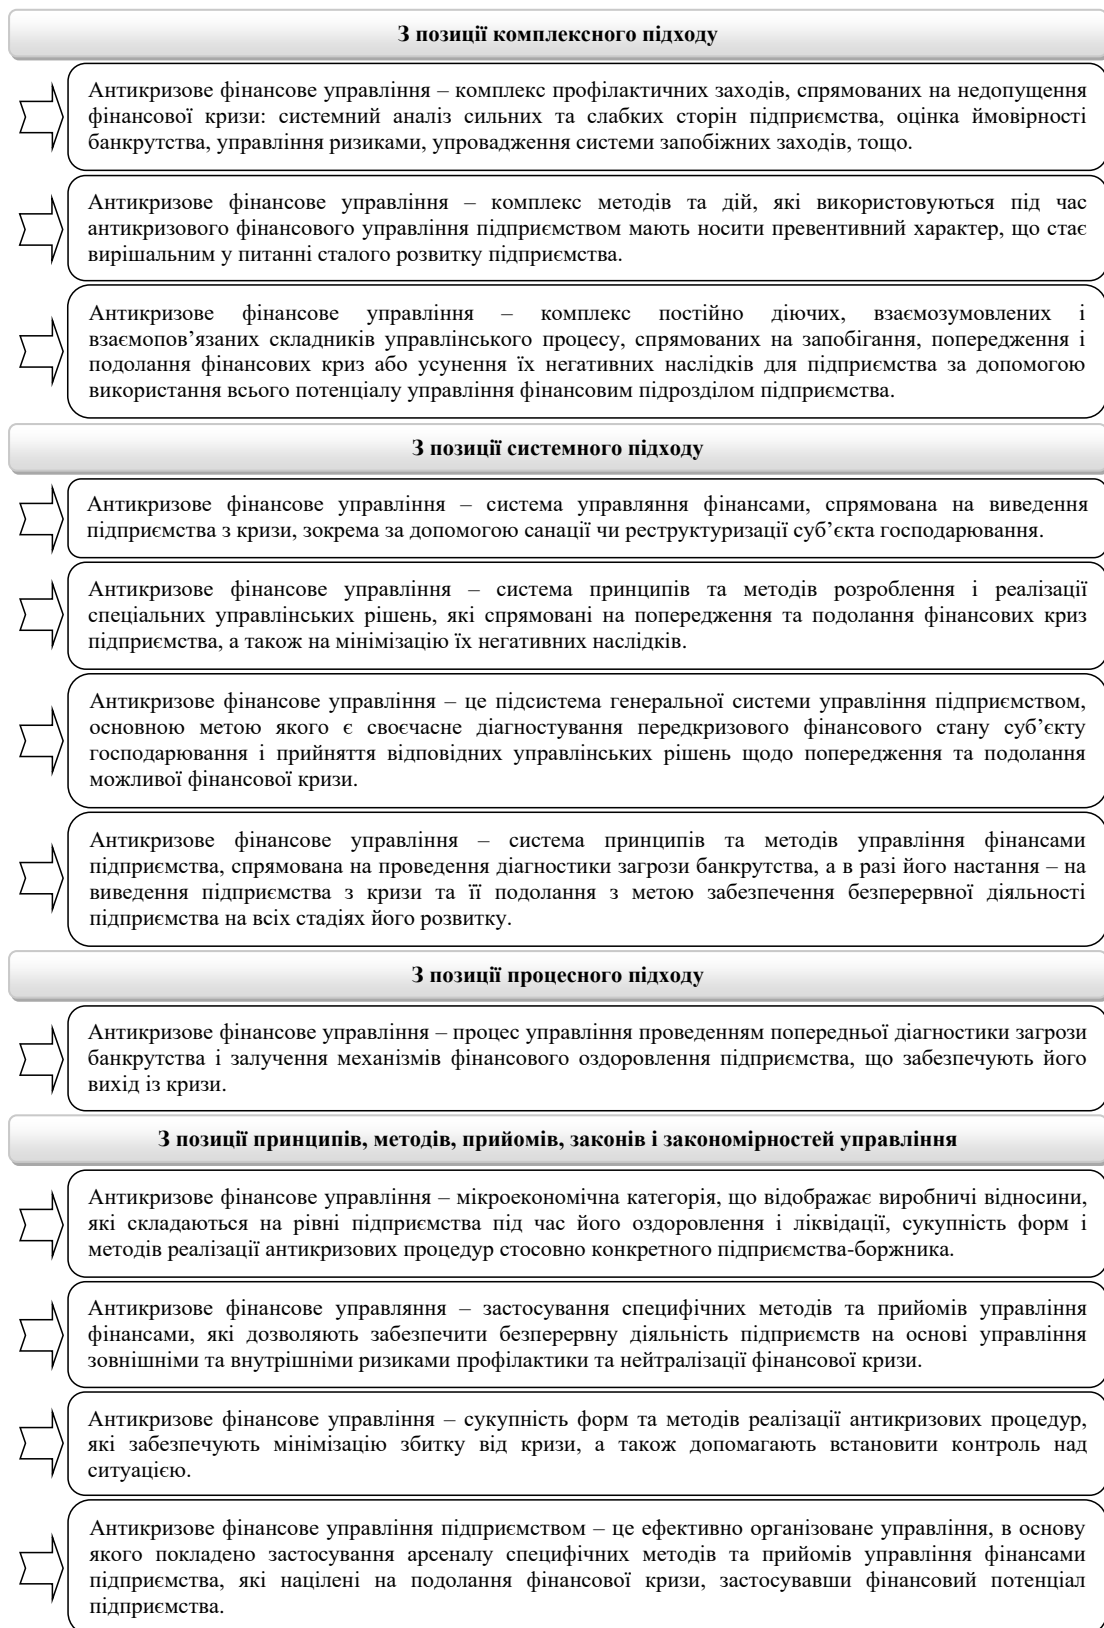 З позиції комплексного підходу
Антикризове фінансове управління – комплекс профілактичних заходів, спрямованих на недопущення
фінансової кризи: системний аналіз сильних та слабких сторін підприємства, оцінка ймовірності
банкрутства, управління ризиками, упровадження системи запобіжних заходів, тощо.
Антикризове фінансове управління – комплекс методів та дій, які використовуються під час
антикризового фінансового управління підприємством мають носити превентивний характер, що стає
вирішальним у питанні сталого розвитку підприємства.
Антикризове фінансове управління – комплекс постійно діючих, взаємозумовлених і
взаємопов’язаних складників управлінського процесу, спрямованих на запобігання, попередження і
подолання фінансових криз або усунення їх негативних наслідків для підприємства за допомогою
використання всього потенціалу управління фінансовим підрозділом підприємства.
З позиції системного підходу
Антикризове фінансове управління – система управляння фінансами, спрямована на виведення
підприємства з кризи, зокрема за допомогою санації чи реструктуризації суб’єкта господарювання.
Антикризове фінансове управління – система принципів та методів розроблення і реалізації
спеціальних управлінських рішень, які спрямовані на попередження та подолання фінансових криз
підприємства, а також на мінімізацію їх негативних наслідків.
Антикризове фінансове управління – це підсистема генеральної системи управління підприємством,
основною метою якого є своєчасне діагностування передкризового фінансового стану суб’єкту
господарювання і прийняття відповідних управлінських рішень щодо попередження та подолання
можливої фінансової кризи.
Антикризове фінансове управління – система принципів та методів управління фінансами
підприємства, спрямована на проведення діагностики загрози банкрутства, а в разі його настання – на
виведення підприємства з кризи та її подолання з метою забезпечення безперервної діяльності
підприємства на всіх стадіях його розвитку.
З позиції процесного підходу
Антикризове фінансове управління – процес управління проведенням попередньої діагностики загрози
банкрутства і залучення механізмів фінансового оздоровлення підприємства, що забезпечують його
вихід із кризи.
З позиції принципів, методів, прийомів, законів і закономірностей управління
Антикризове фінансове управління – мікроекономічна категорія, що відображає виробничі відносини,
які складаються на рівні підприємства під час його оздоровлення і ліквідації, сукупність форм і
методів реалізації антикризових процедур стосовно конкретного підприємства-боржника.
Антикризове фінансове управляння – застосування специфічних методів та прийомів управління
фінансами, які дозволяють забезпечити безперервну діяльність підприємств на основі управління
зовнішніми та внутрішніми ризиками профілактики та нейтралізації фінансової кризи.
Антикризове фінансове управління – сукупність форм та методів реалізації антикризових процедур,
які забезпечують мінімізацію збитку від кризи, а також допомагають встановити контроль над
ситуацією.
Антикризове фінансове управління підприємством – це ефективно організоване управління, в основу
якого покладено застосування арсеналу специфічних методів та прийомів управління фінансами
підприємства, які націлені на подолання фінансової кризи, застосувавши фінансовий потенціал
підприємства.